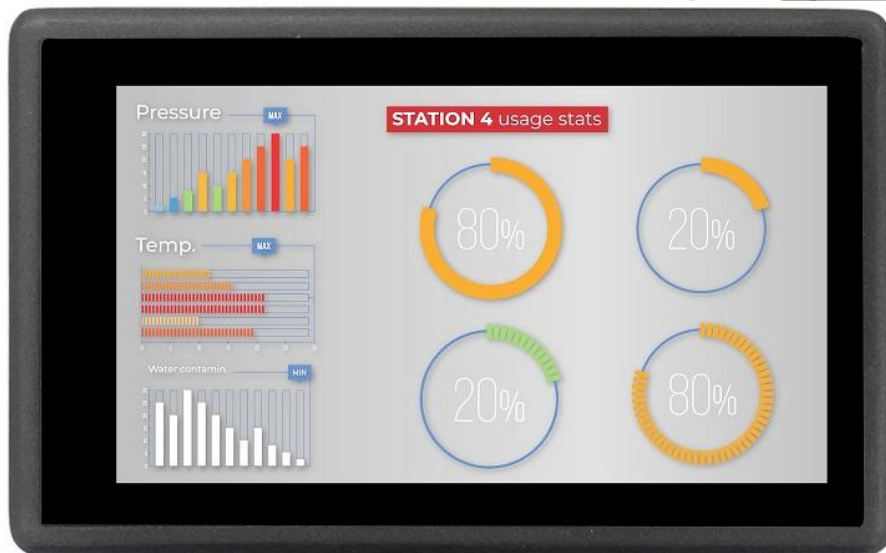 Pressure
MAX
STATION 4 usage stats
80%
20%
Temp.
MAX
Water contamin.
MIN
20%
80%